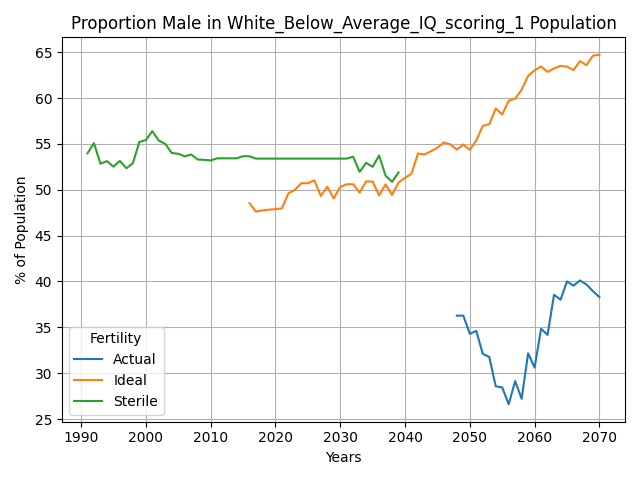 Proportion Male in White_Below_Average_IQ_scoring_1 Population
% of Population
65
60
55
50
45
40
35
30
25
Fertility
Actual
Ideal
Sterile
1990 2000 2010 2020 2030 2040 2050 2060 2070
Years